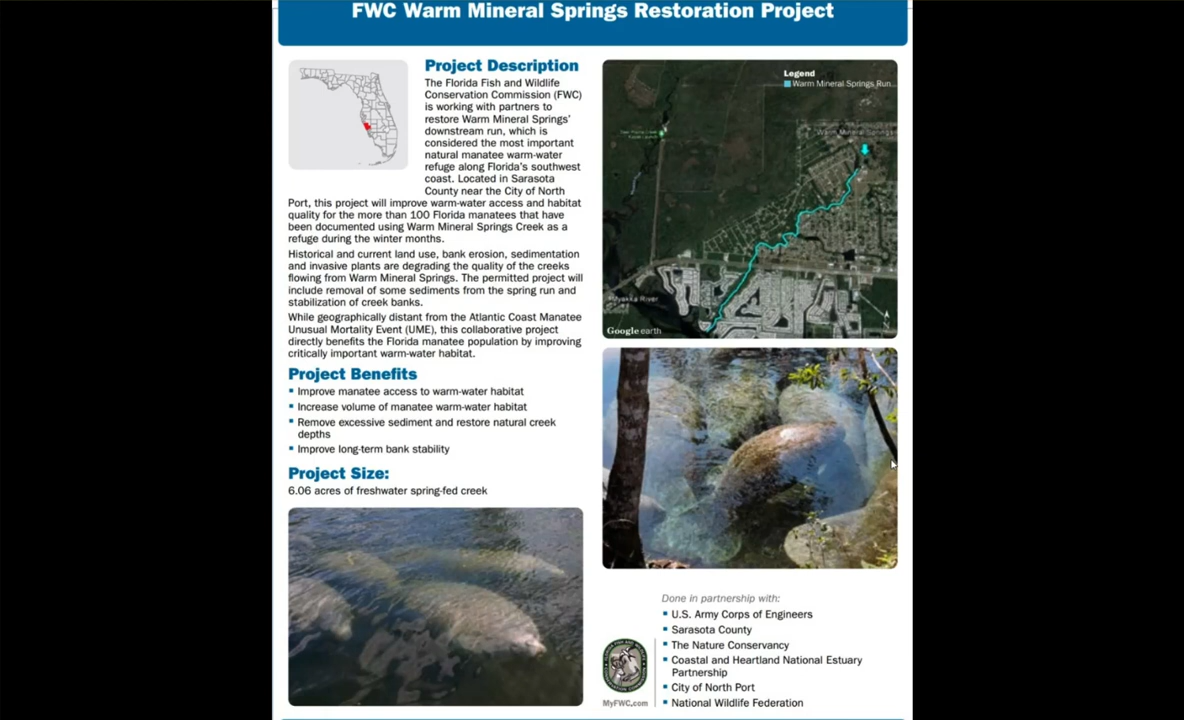 FWC Warm Mineral Springs Restoration Project
Project Description
The Florida Fish and Wildlife
Conservation Commission (FWC)
is working with partners to
restore Warm Mineral Springs'
downstream run, which is
considered the most important
natural manatee warm-water
refuge along Florida's southwest
coast. Located in Sarasota
County near the City of North
Port, this project will improve warm-water access and habitat
quality for the more than 100 Florida manatees that have
been documented using Warm Mineral Springs Creek as a
refuge during the winter months.
Historical and current land use, bank erosion, sedimentation
and invasive plants are degrading the quality of the creeks
flowing from Warm Mineral Springs. The permitted project will
include removal of some sediments from the spring run and
stabilization of creek banks.
While geographically distant from the Atlantic Coast Manatee
Unusual Mortality Event (UME), this collaborative project
directly benefits the Florida manatee population by improving
critically important warm-water habitat.
Project Benefits
▪ Improve manatee access to warm-water habitat
▪ Increase volume of manatee warm-water habitat
▪ Remove excessive sediment and restore natural creek
depths
▪ Improve long-term bank stability
Project Size:
6.06 acres of freshwater spring-fed creek
Legend
Warm Mineral Springs Run
Warm Mineral Springs
Myakka River
Google earth
N
Done in partnership with:
▪ U.S. Army Corps of Engineers
▪ Sarasota County
▪ The Nature Conservancy
▪ Coastal and Heartland National Estuary
Partnership
▪ City of North Port
▪ National Wildlife Federation
MyFWC.com